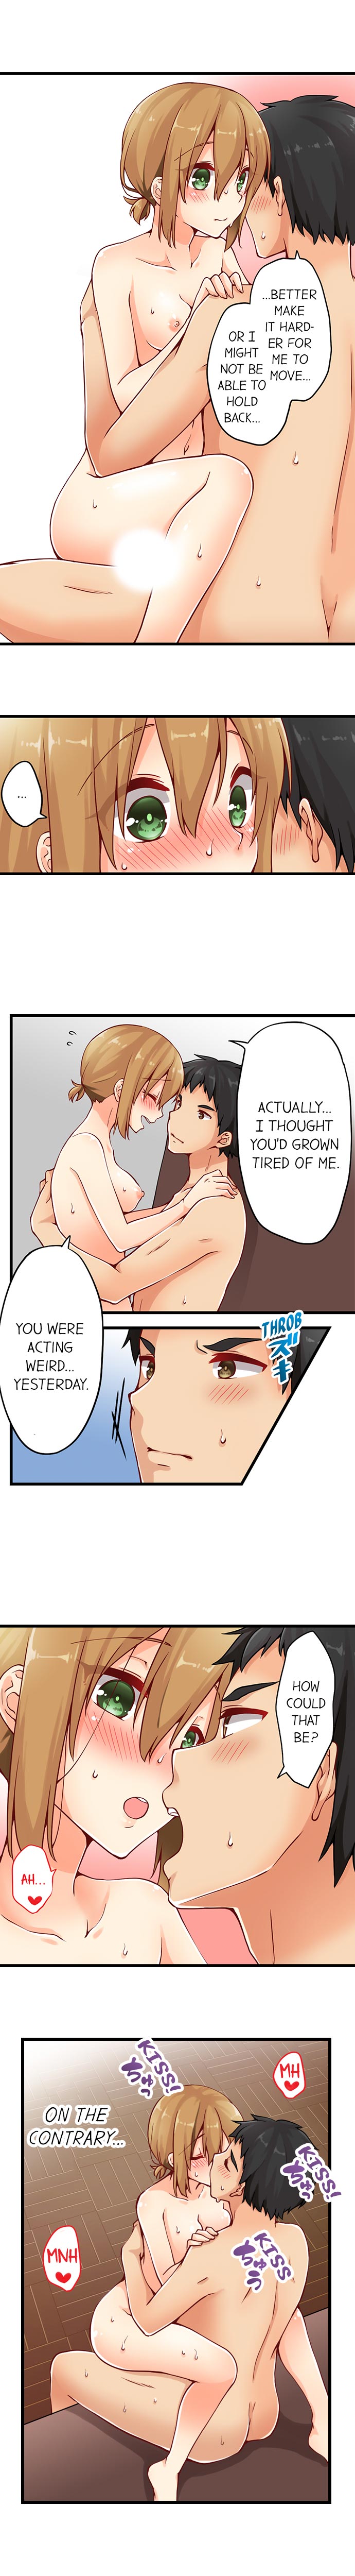 ...BETTER
MAKE
IT HARD-
ER FOR
ME TO
MOVE...
OR I
MIGHT
NOT BE
ABLE TO
HOLD
BACK...
...
ACTUALLY...
I THOUGHT
YOU'D GROWN
TIRED OF ME.
YOU WERE
ACTING
WEIRD...
YESTERDAY.
THROB
ズキ
HOW
COULD
THAT
BE?
AH...
KISS!
ちゅっ
MH
ON THE
CONTRARY...
KISS!
ちゅっ
MNH
KISS
ちゅう